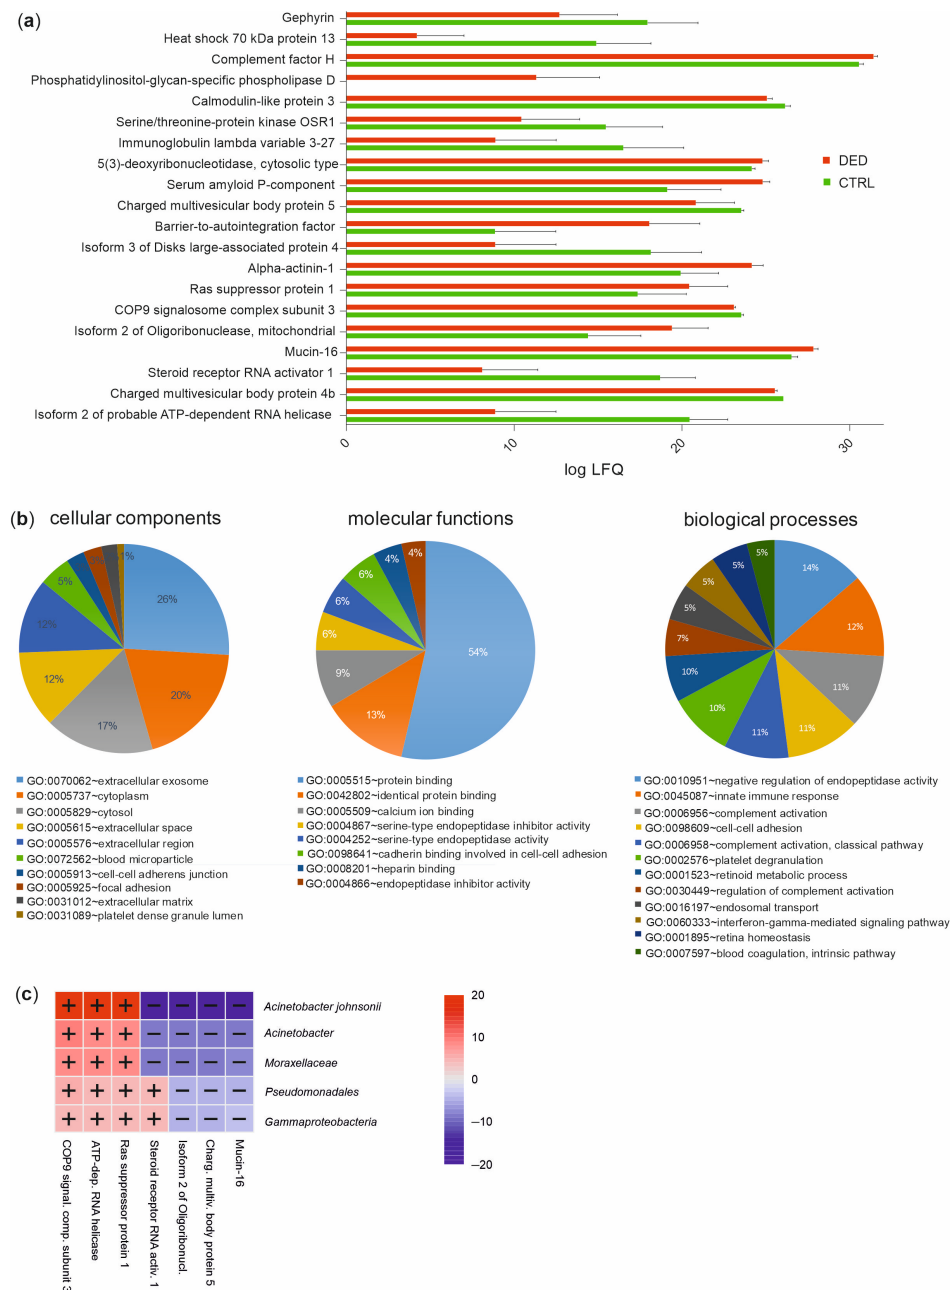 (a)
Gephyrin
Heat shock 70 kDa protein 13
Complement factor H
Phosphatidylinositol-glycan-specific phospholipase D
Calmodulin-like protein 3
Serine/threonine-protein kinase OSR1
Immunoglobulin lambda variable 3-27
5(3)-deoxyribonucleotidase, cytosolic type
Serum amyloid P-component
Charged multivesicular body protein 5
Barrier-to-autointegration factor
Isoform 3 of Disks large-associated protein 4
Alpha-actinin-1
Ras suppressor protein 1
COP9 signalosome complex subunit 3
Isoform 2 of Oligoribonuclease, mitochondrial
Mucin-16
Steroid receptor RNA activator 1
Charged multivesicular body protein 4b
Isoform 2 of probable ATP-dependent RNA helicase
DED
CTRL
0 10 20 30
log LFQ
(b)
cellular components
26%
20%
17%
12%
12%
5%
1%
GO:0070062~extracellular exosome
GO:0005737~cytoplasm
GO:0005829~cytosol
GO:0005615~extracellular space
GO:0005576~extracellular region
GO:0072562~blood microparticle
GO:0005913~cell-cell adherens junction
GO:0005925~focal adhesion
GO:0031012~extracellular matrix
GO:0031089~platelet dense granule lumen
molecular functions
54%
13%
9%
6%
6%
6%
4%
4%
GO:0005515~protein binding
GO:0042802~identical protein binding
GO:0005509~calcium ion binding
GO:0004867~serine-type endopeptidase inhibitor activity
GO:0004252~serine-type endopeptidase activity
GO:0098641~cadherin binding involved in cell-cell adhesion
GO:0008201~heparin binding
GO:0004866~endopeptidase inhibitor activity
biological processes
14%
12%
11%
11%
11%
10%
10%
7%
5%
5%
5%
5%
GO:0010951~negative regulation of endopeptidase activity
GO:0045087~innate immune response
GO:0006956~complement activation
GO:0098609~cell-cell adhesion
GO:0006958~complement activation, classical pathway
GO:0002576~platelet degranulation
GO:0001523~retinoid metabolic process
GO:0030449~regulation of complement activation
GO:0016197~endosomal transport
GO:0060333~interferon-gamma-mediated signaling pathway
GO:0001895~retina homeostasis
GO:0007597~blood coagulation, intrinsic pathway
(c)
+ + + − − − − Acinetobacter johnsonii
+ + + − − − − Acinetobacter
+ + + − − − − Moraxellaceae
+ + + + − − − Pseudomonadales
+ + + + − − − Gammaproteobacteria
COP9 signal. comp. subunit 3
ATP-dep. RNA helicase
Ras suppressor protein 1
Steroid receptor RNA activ. 1
Isoform 2 of Oligoribonucl.
Charg. multiv. body protein 5
Mucin-16
20
10
0
−10
−20